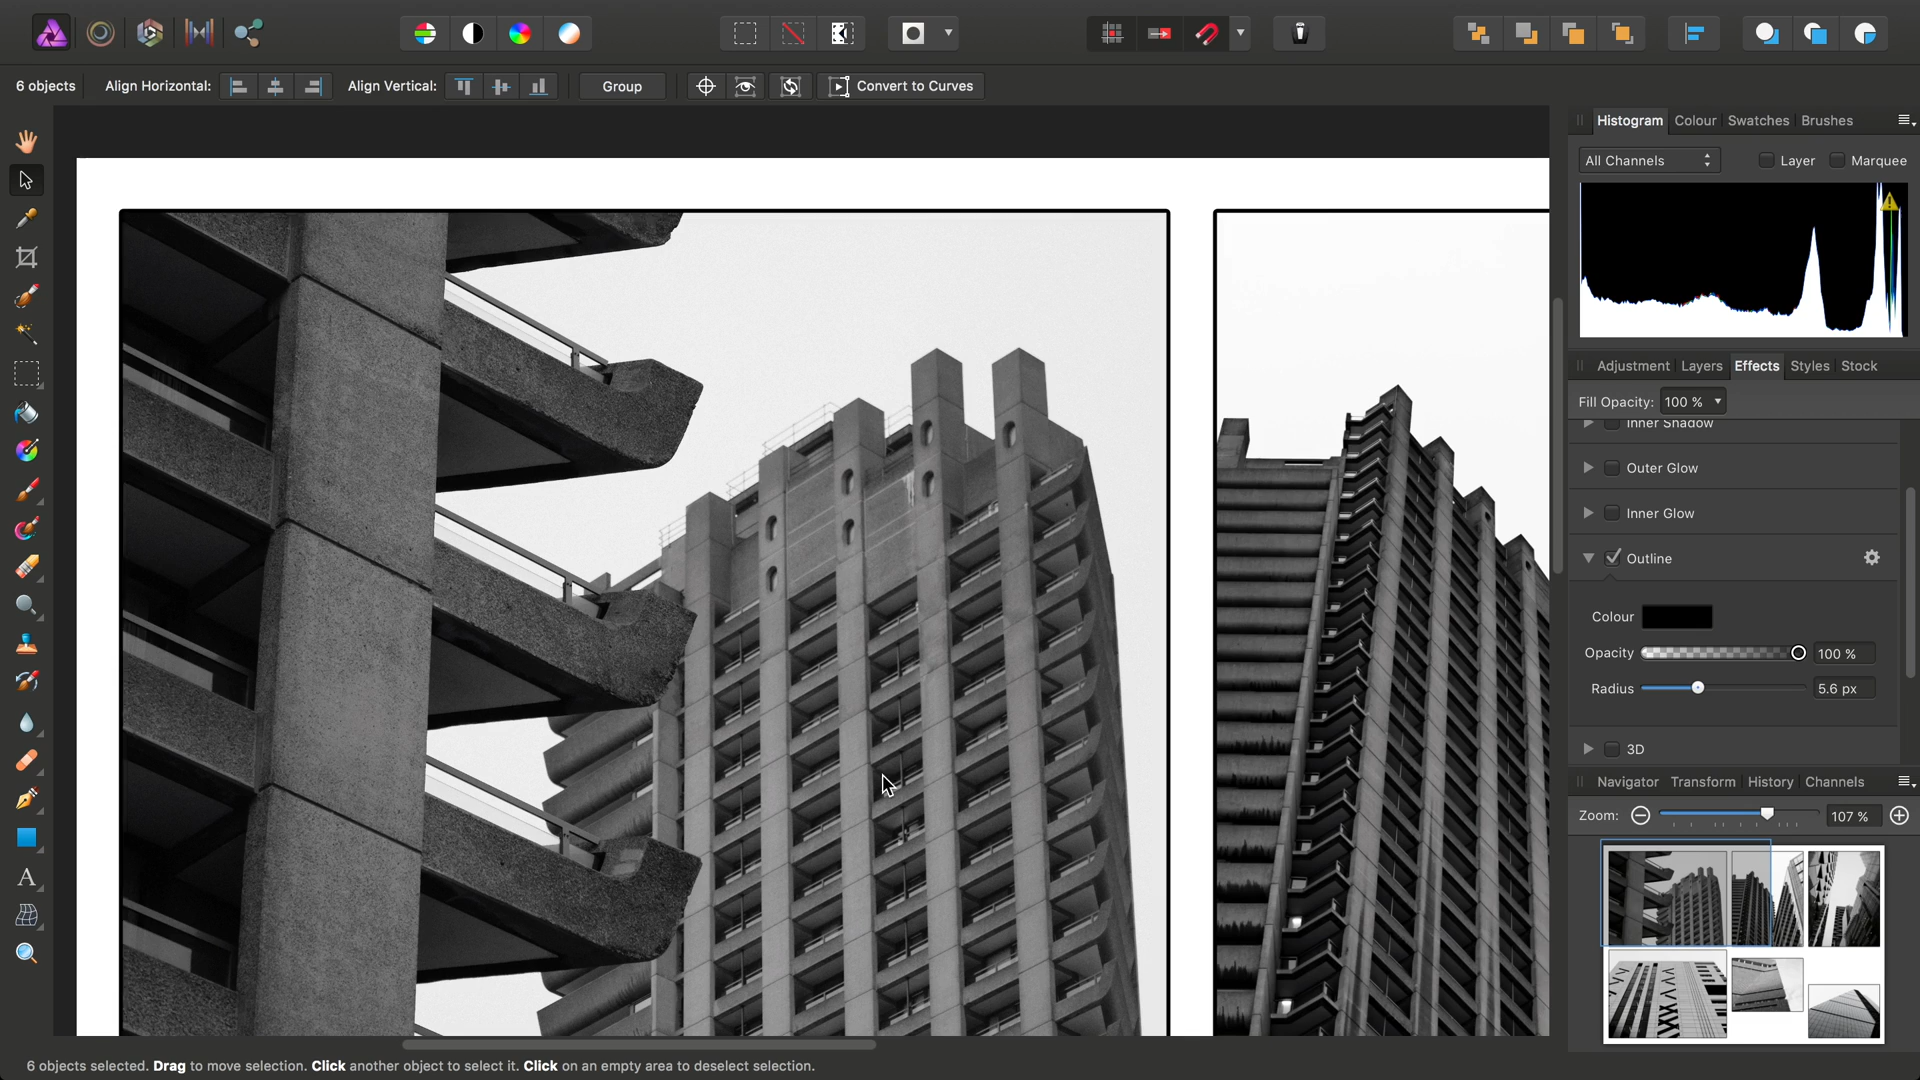 6 objects Align Horizontal: Align Vertical: Group Convert to Curves
Histogram Colour Swatches Brushes
All Channels Layer Marquee
Adjustment Layers Effects Styles Stock
Fill Opacity: 100 %
Inner Shadow
Outer Glow
Inner Glow
Outline
Colour
Opacity 100 %
Radius 5.6 px
3D
Navigator Transform History Channels
Zoom: 107 %
6 objects selected. Drag to move selection. Click another object to select it. Click on an empty area to deselect selection.